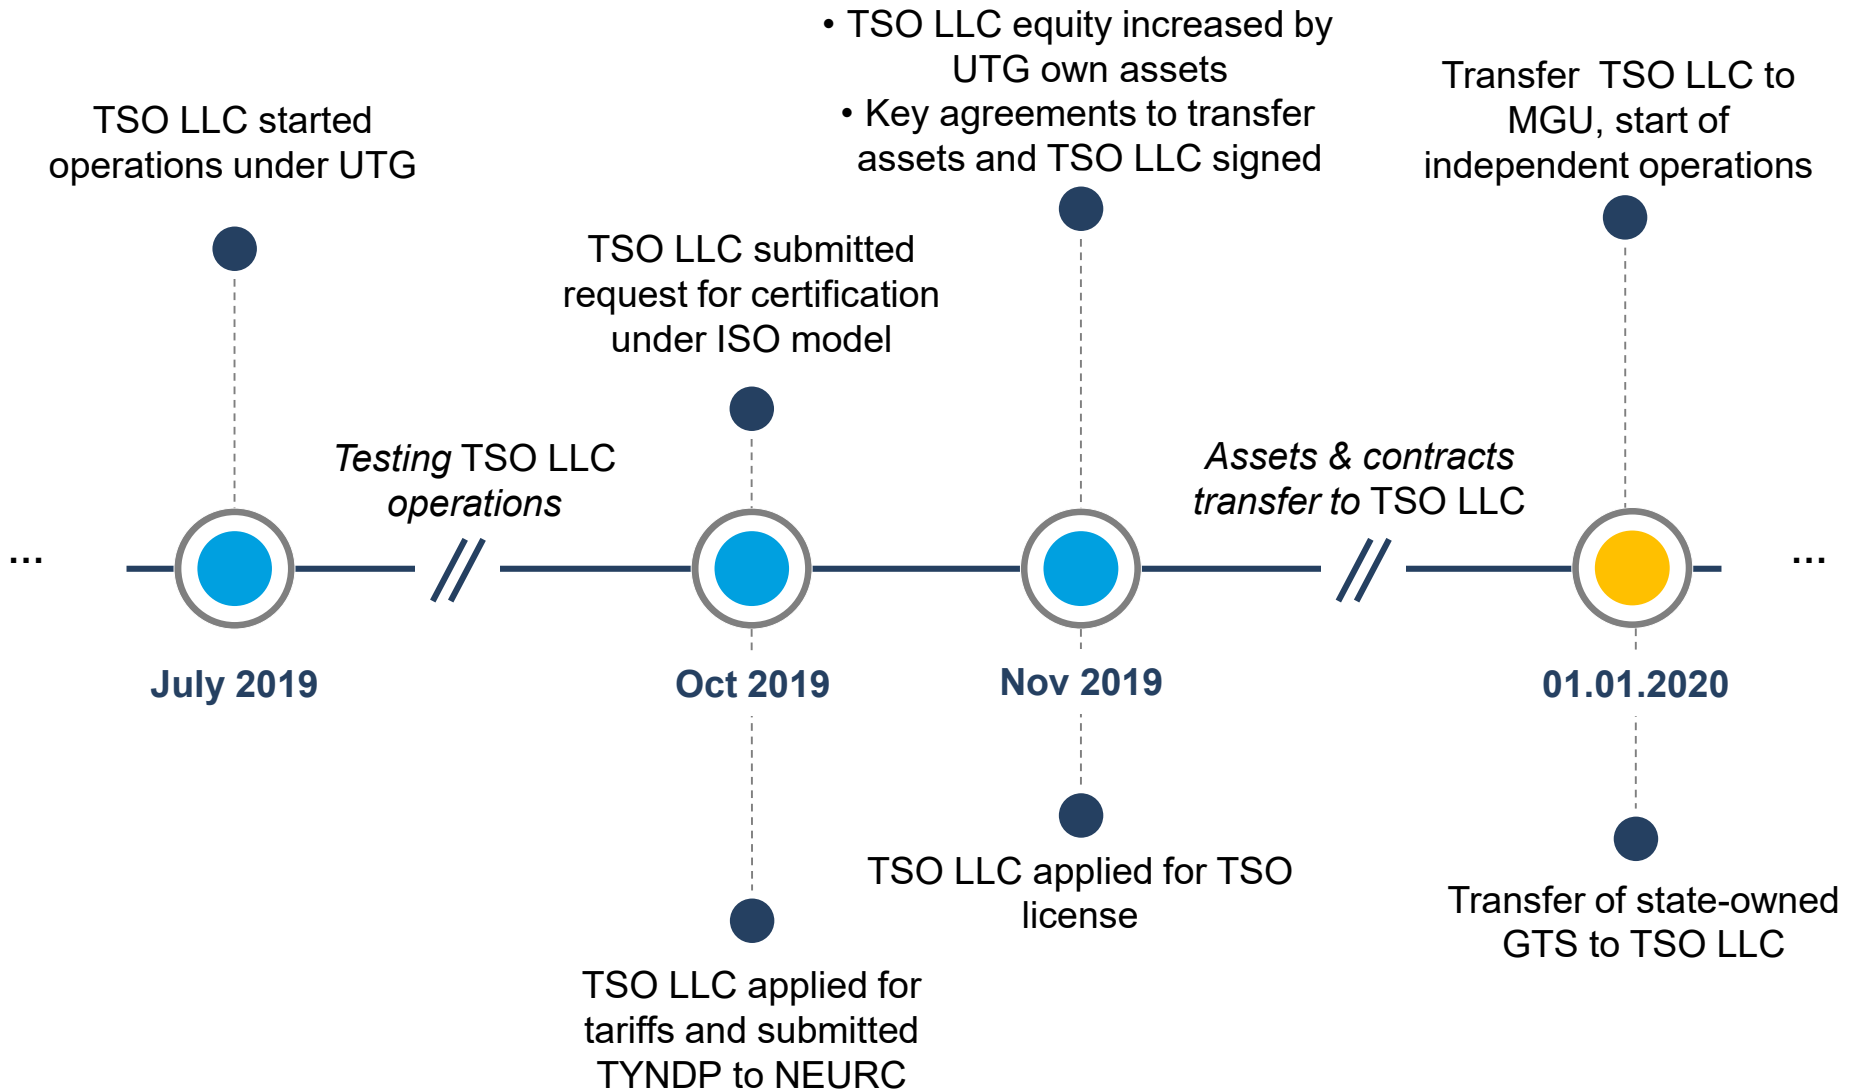 • TSO LLC equity increased by
UTG own assets
• Key agreements to transfer
assets and TSO LLC signed
Transfer TSO LLC to
MGU, start of
independent operations
TSO LLC started
operations under UTG
TSO LLC submitted
request for certification
under ISO model
Testing TSO LLC
operations
Assets & contracts
transfer to TSO LLC
...
...
July 2019
Oct 2019
Nov 2019
01.01.2020
TSO LLC applied for TSO
license
Transfer of state-owned
GTS to TSO LLC
TSO LLC applied for
tariffs and submitted
TYNDP to NEURC